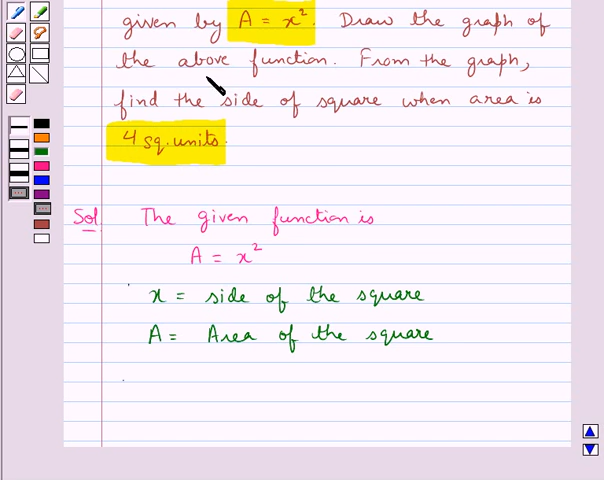 given by A = x². Draw the graph of
the above function. From the graph,
find the side of square when area is
4 sq. units.
Sol. The given function is
A = x²
x = side of the square
A = Area of the square